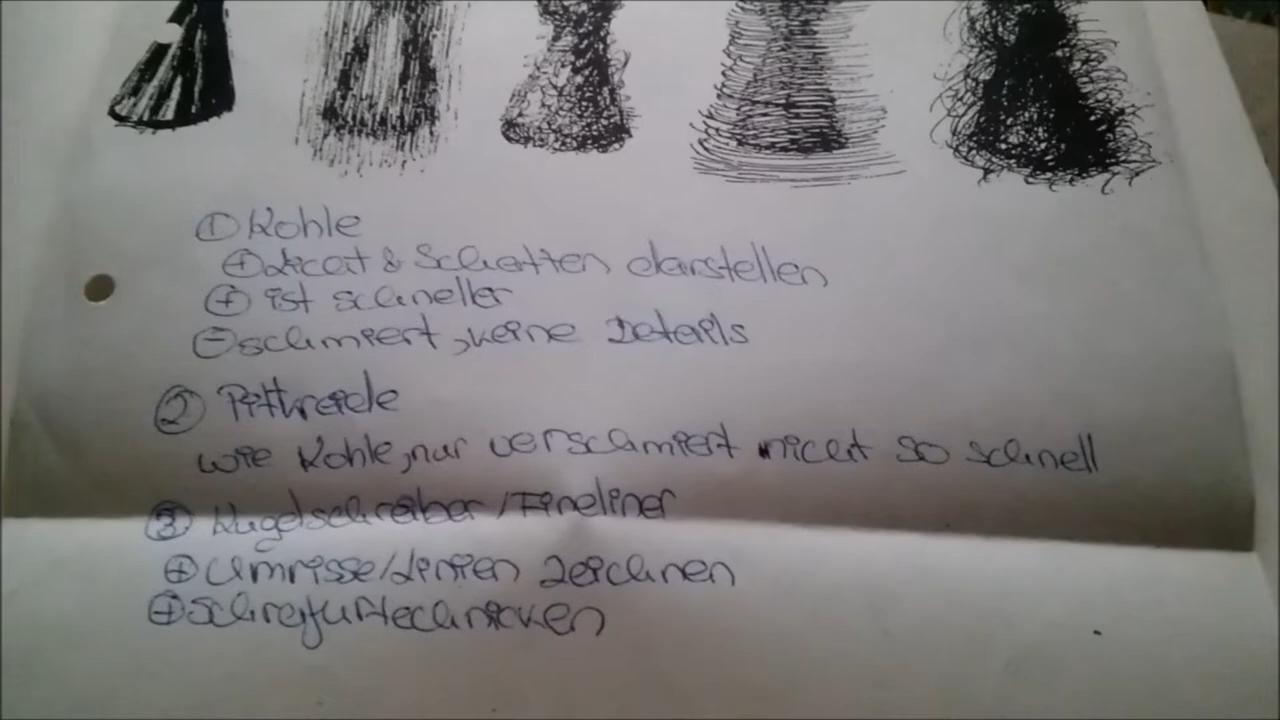 ① Kohle
⊕ Licht & Schatten darstellen
⊕ ist schneller
⊖ schmiert, keine Details
② Pittkreide
wie Kohle, nur verschmiert nicht so schnell
③ Kugelschreiber/Fineliner
⊕ Umrisse/Linien zeichnen
⊕ Schrafurtechnicken